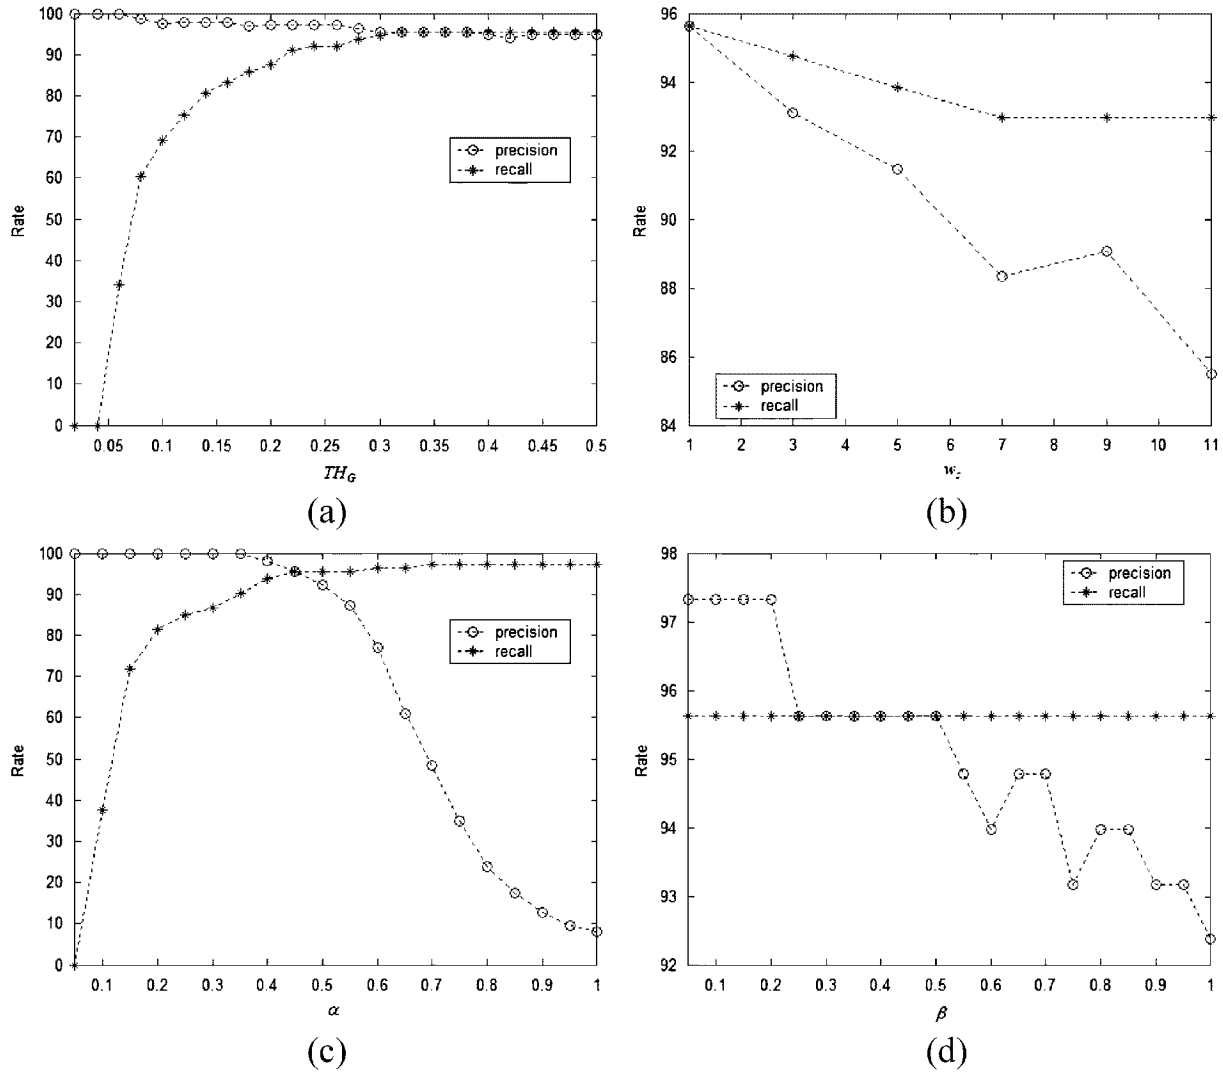 100
90
80
70
60
50
40
30
20
10
0
Rate
precision
recall
0.05 0.1 0.15 0.2 0.25 0.3 0.35 0.4 0.45 0.5
TH_G
(a)
96
94
92
90
88
86
84
Rate
precision
recall
1 2 3 4 5 6 7 8 9 10 11
(b)
100
90
80
70
60
50
40
30
20
10
0
Rate
precision
recall
0.1 0.2 0.3 0.4 0.5 0.6 0.7 0.8 0.9 1
α
(c)
98
97
96
95
94
93
92
Rate
precision
recall
0.1 0.2 0.3 0.4 0.5 0.6 0.7 0.8 0.9 1
β
(d)